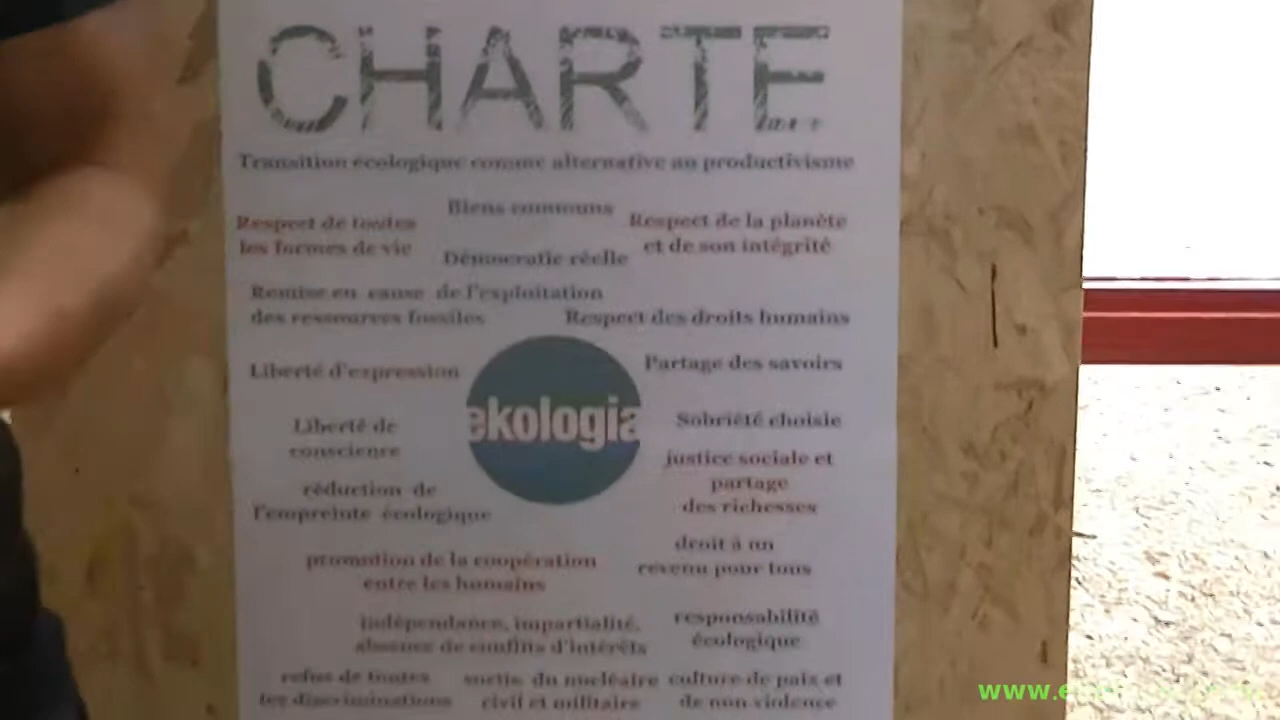 CHARTE
Transition écologique comme alternative au productivisme
Biens communs
Respect de toutes
les formes de vie
Respect de la planète
et de son intégrité
Démocratie réelle
Remise en cause de l'exploitation
des ressources fossiles
Respect des droits humains
Liberté d'expression
Partage des savoirs
ekologia
Liberté de
conscience
Sobriété choisie
justice sociale et
partage
des richesses
réduction de
l'empreinte écologique
droit à un
revenu pour tous
promotion de la coopération
entre les humains
indépendance, impartialité,
absence de conflits d'intérêts
responsabilité
écologique
refus de toutes
les discriminations
sortie du nucléaire
civil et militaire
culture de paix et
de non violence